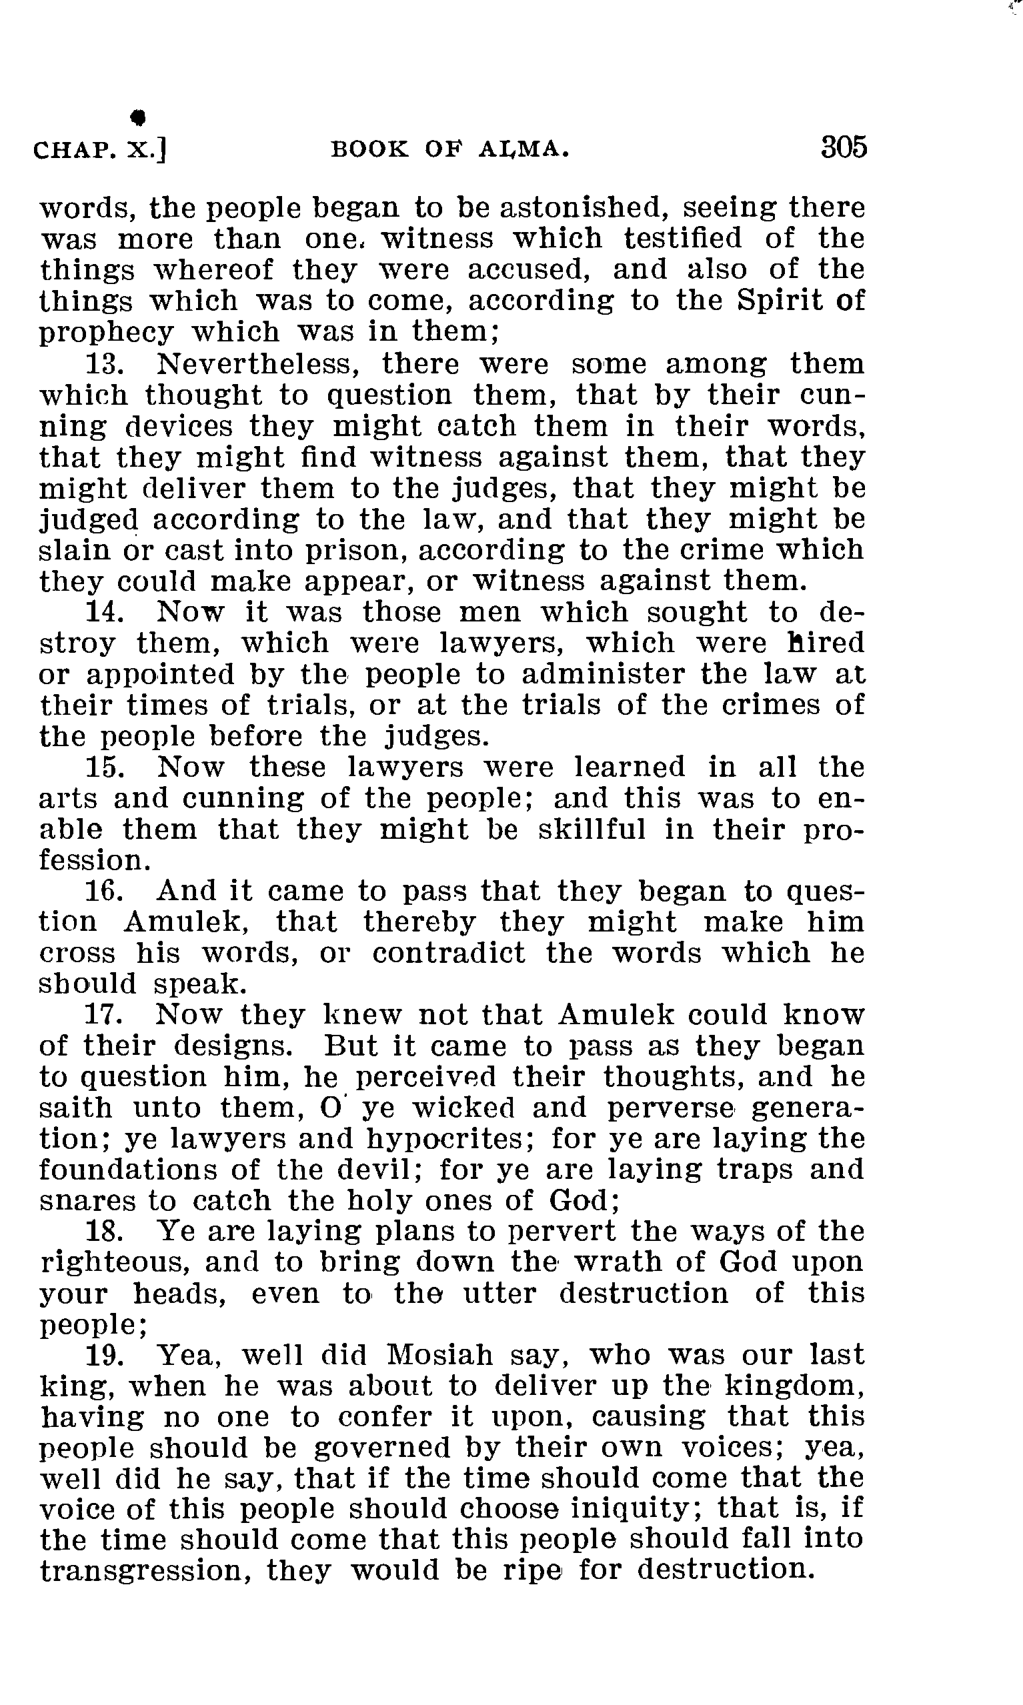 CHAP. X.] BOOK OF ALMA. 305
words, the people began to be astonished, seeing there
was more than one witness which testified of the
things whereof they were accused, and also of the
things which was to come, according to the Spirit of
prophecy which was in them;
13. Nevertheless, there were some among them
which thought to question them, that by their cun-
ning devices they might catch them in their words,
that they might find witness against them, that they
might deliver them to the judges, that they might be
judged according to the law, and that they might be
slain or cast into prison, according to the crime which
they could make appear, or witness against them.
14. Now it was those men which sought to de-
stroy them, which were lawyers, which were hired
or appointed by the people to administer the law at
their times of trials, or at the trials of the crimes of
the people before the judges.
15. Now these lawyers were learned in all the
arts and cunning of the people; and this was to en-
able them that they might be skillful in their pro-
fession.
16. And it came to pass that they began to ques-
tion Amulek, that thereby they might make him
cross his words, or contradict the words which he
should speak.
17. Now they knew not that Amulek could know
of their designs. But it came to pass as they began
to question him, he perceived their thoughts, and he
saith unto them, O ye wicked and perverse genera-
tion; ye lawyers and hypocrites; for ye are laying the
foundations of the devil; for ye are laying traps and
snares to catch the holy ones of God;
18. Ye are laying plans to pervert the ways of the
righteous, and to bring down the wrath of God upon
your heads, even to the utter destruction of this
people;
19. Yea, well did Mosiah say, who was our last
king, when he was about to deliver up the kingdom,
having no one to confer it upon, causing that this
people should be governed by their own voices; yea,
well did he say, that if the time should come that the
voice of this people should choose iniquity; that is, if
the time should come that this people should fall into
transgression, they would be ripe for destruction.